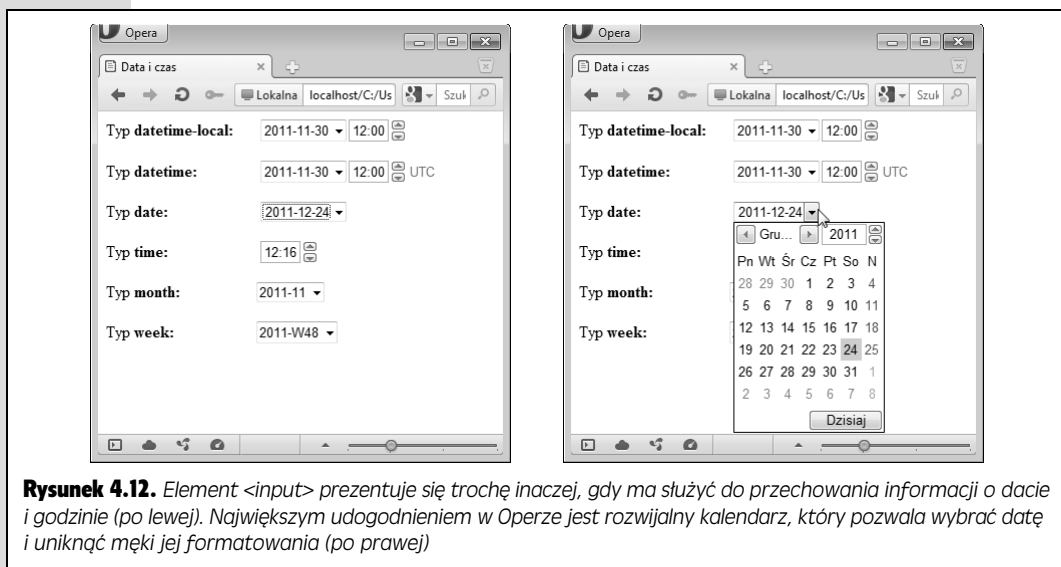 Opera
Data i czas
Lokalna localhost/C:/Us Szuk
Typ datetime-local: 2011-11-30 12:00
Typ datetime: 2011-11-30 12:00 UTC
Typ date: 2011-12-24
Typ time: 12:16
Typ month: 2011-11
Typ week: 2011-W48
Opera
Data i czas
Lokalna localhost/C:/Us Szuk
Typ datetime-local: 2011-11-30 12:00
Typ datetime: 2011-11-30 12:00 UTC
Typ date: 2011-12-24
Typ time:
Typ month:
Typ week:
Gru... 2011
Pn Wt Śr Cz Pt So N
28 29 30 1 2 3 4
5 6 7 8 9 10 11
12 13 14 15 16 17 18
19 20 21 22 23 24 25
26 27 28 29 30 31 1
2 3 4 5 6 7 8
Dzisiaj
Rysunek 4.12. Element <input> prezentuje się trochę inaczej, gdy ma służyć do przechowania informacji o dacie
i godzinie (po lewej). Największym udogodnieniem w Operze jest rozwijalny kalendarz, który pozwala wybrać datę
i uniknąć męki jej formatowania (po prawej)